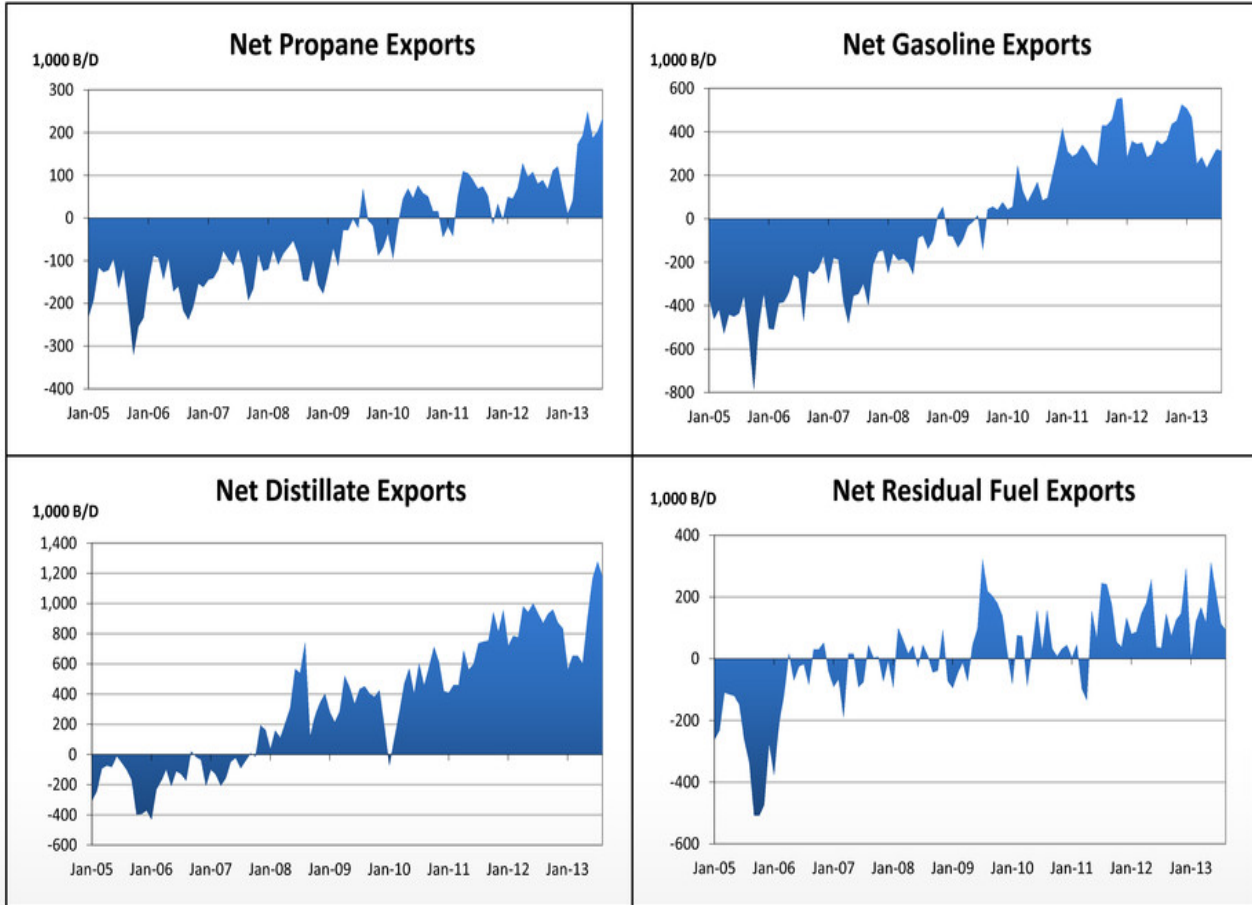 Net Propane Exports
1,000 B/D
300
200
100
0
-100
-200
-300
-400
Jan-05 Jan-06 Jan-07 Jan-08 Jan-09 Jan-10 Jan-11 Jan-12 Jan-13
Net Gasoline Exports
1,000 B/D
600
400
200
0
-200
-400
-600
-800
Jan-05 Jan-06 Jan-07 Jan-08 Jan-09 Jan-10 Jan-11 Jan-12 Jan-13
Net Distillate Exports
1,000 B/D
1,400
1,200
1,000
800
600
400
200
0
-200
-400
-600
Jan-05 Jan-06 Jan-07 Jan-08 Jan-09 Jan-10 Jan-11 Jan-12 Jan-13
Net Residual Fuel Exports
1,000 B/D
400
200
0
-200
-400
-600
Jan-05 Jan-06 Jan-07 Jan-08 Jan-09 Jan-10 Jan-11 Jan-12 Jan-13